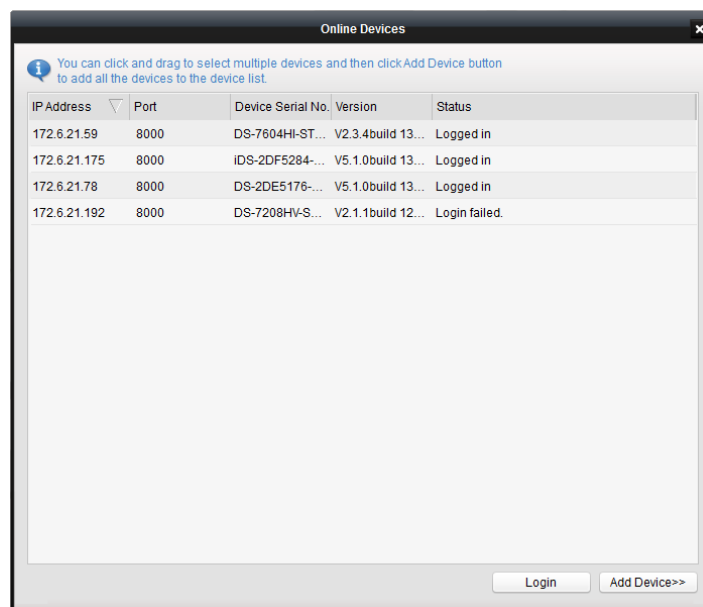 Online Devices
You can click and drag to select multiple devices and then click Add Device button
to add all the devices to the device list.
IP Address Port Device Serial No. Version Status
172.6.21.59 8000 DS-7604HI-ST... V2.3.4build 13... Logged in
172.6.21.175 8000 iDS-2DF5284-... V5.1.0build 13... Logged in
172.6.21.78 8000 DS-2DE5176-... V5.1.0build 13... Logged in
172.6.21.192 8000 DS-7208HV-S... V2.1.1build 12... Login failed.
Login Add Device>>